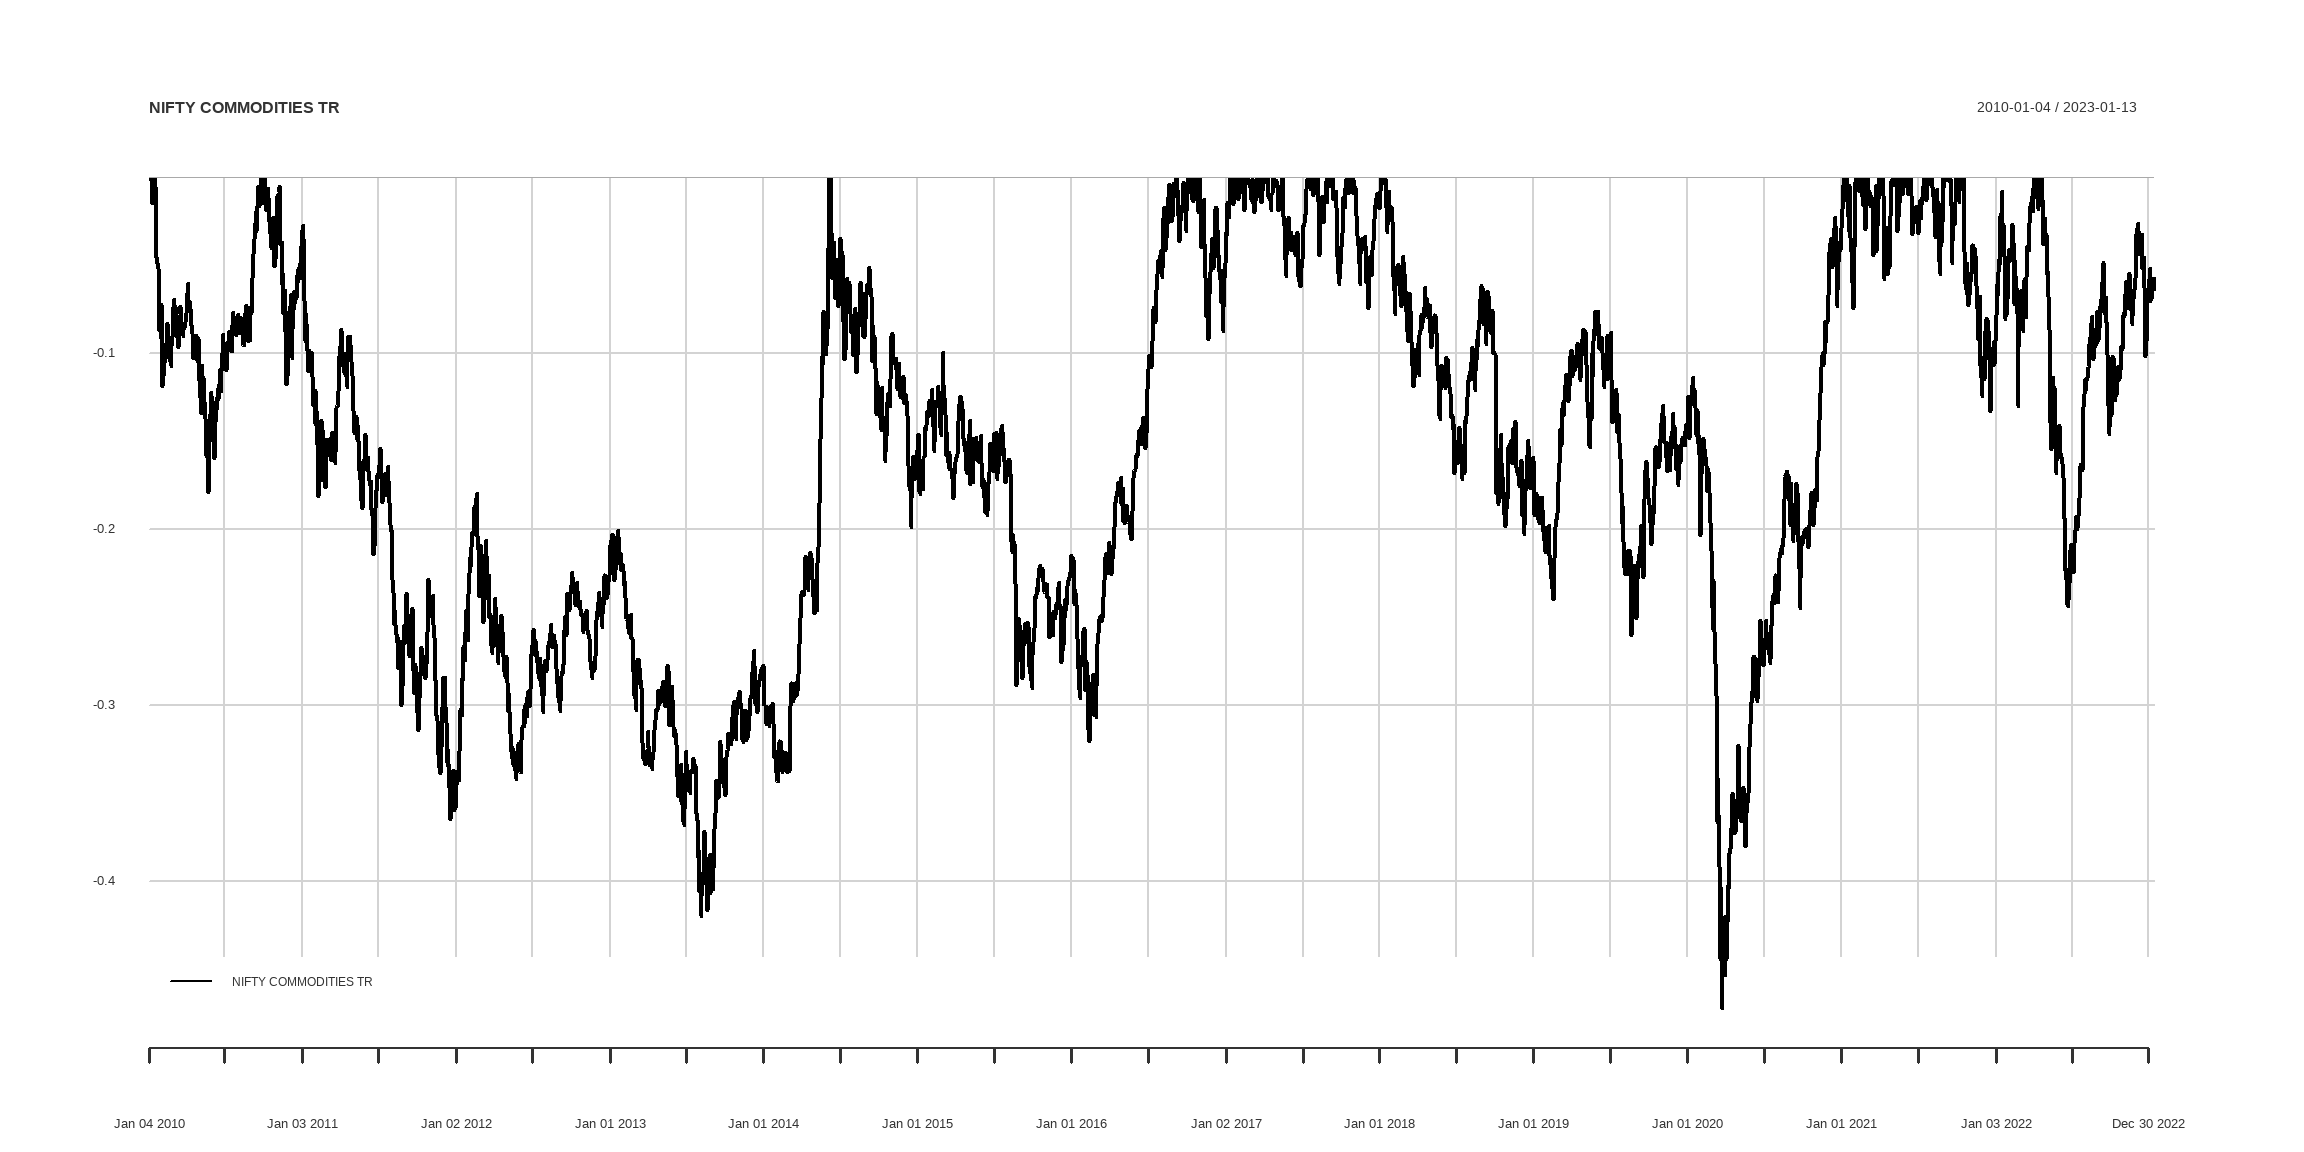 NIFTY COMMODITIES TR 2010-01-04 / 2023-01-13
-0.1
-0.2
-0.3
-0.4
NIFTY COMMODITIES TR
Jan 04 2010 Jan 03 2011 Jan 02 2012 Jan 01 2013 Jan 01 2014 Jan 01 2015 Jan 01 2016 Jan 02 2017 Jan 01 2018 Jan 01 2019 Jan 01 2020 Jan 01 2021 Jan 03 2022 Dec 30 2022